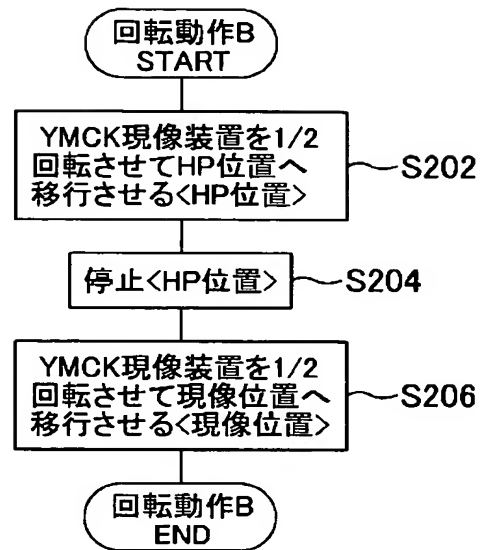 回転動作B
START
YMCK現像装置を1/2
回転させてHP位置へ
移行させる<HP位置>
S202
停止<HP位置>
S204
YMCK現像装置を1/2
回転させて現像位置へ
移行させる<現像位置>
S206
回転動作B
END